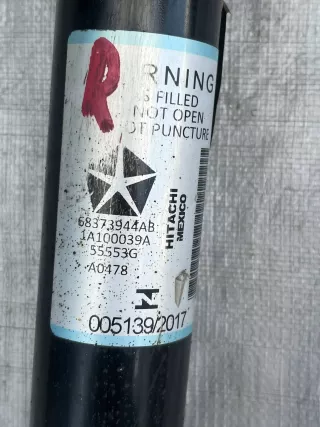 R
RNING
S FILLED
NOT OPEN
OT PUNCTURE
68373944AB
1A100039A
55553G
A0478
HITACHI
MEXICO
N
005139/2017